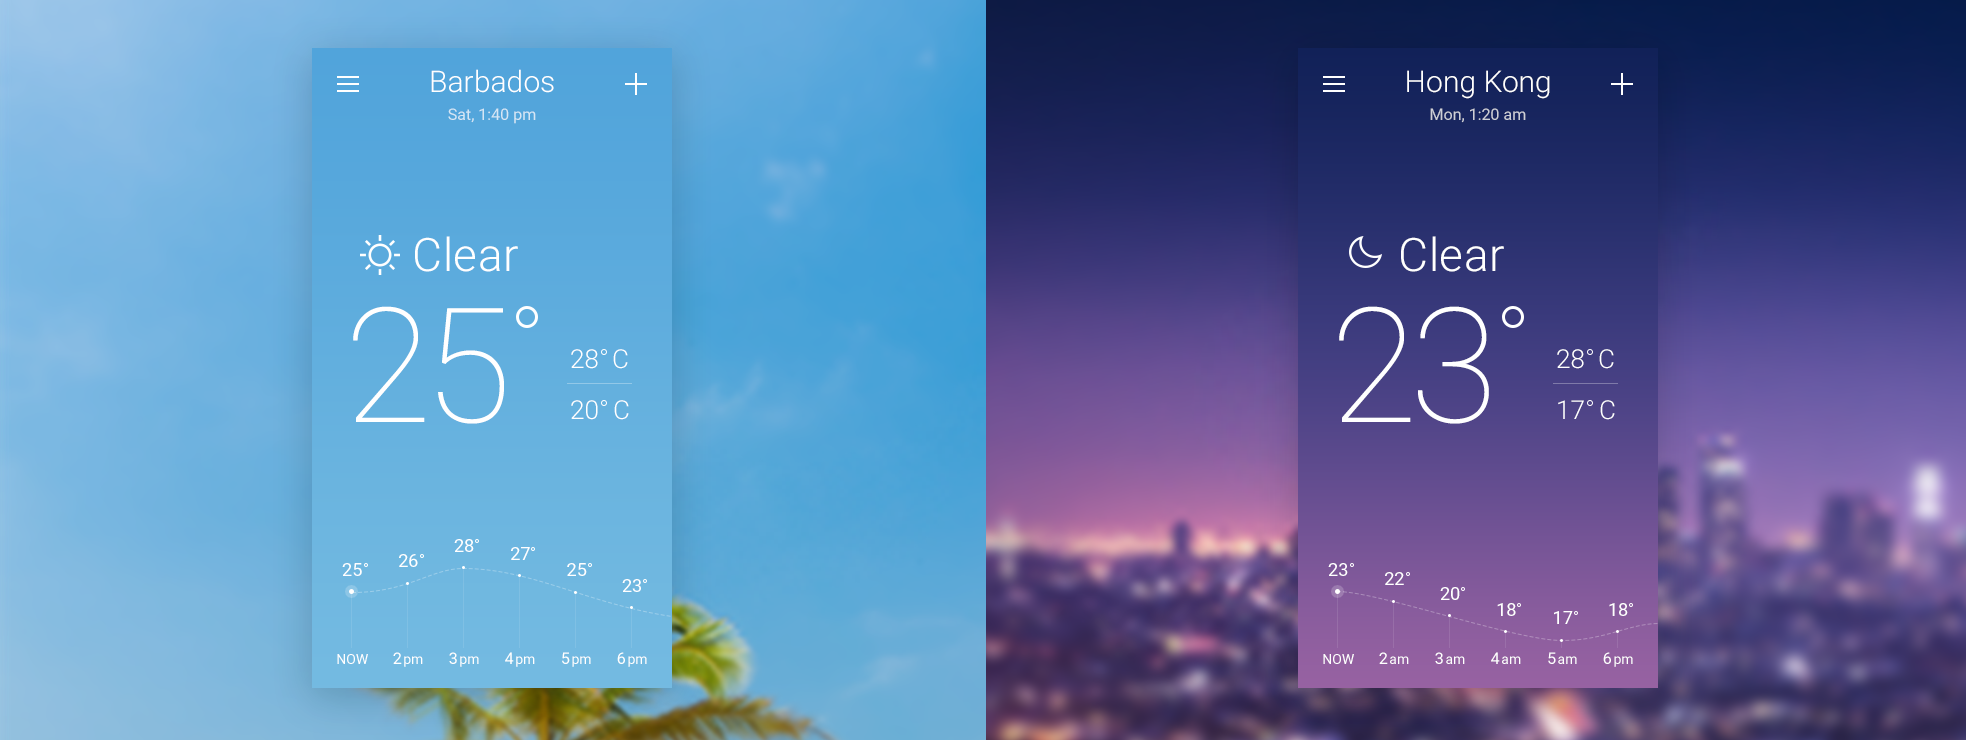 Barbados
Sat, 1:40 pm
Clear
25°
28° C
20° C
25° 26° 28° 27° 25° 23°
NOW 2pm 3pm 4pm 5pm 6pm
Hong Kong
Mon, 1:20 am
Clear
23°
28° C
17° C
23° 22° 20° 18° 17° 18°
NOW 2am 3am 4am 5am 6pm